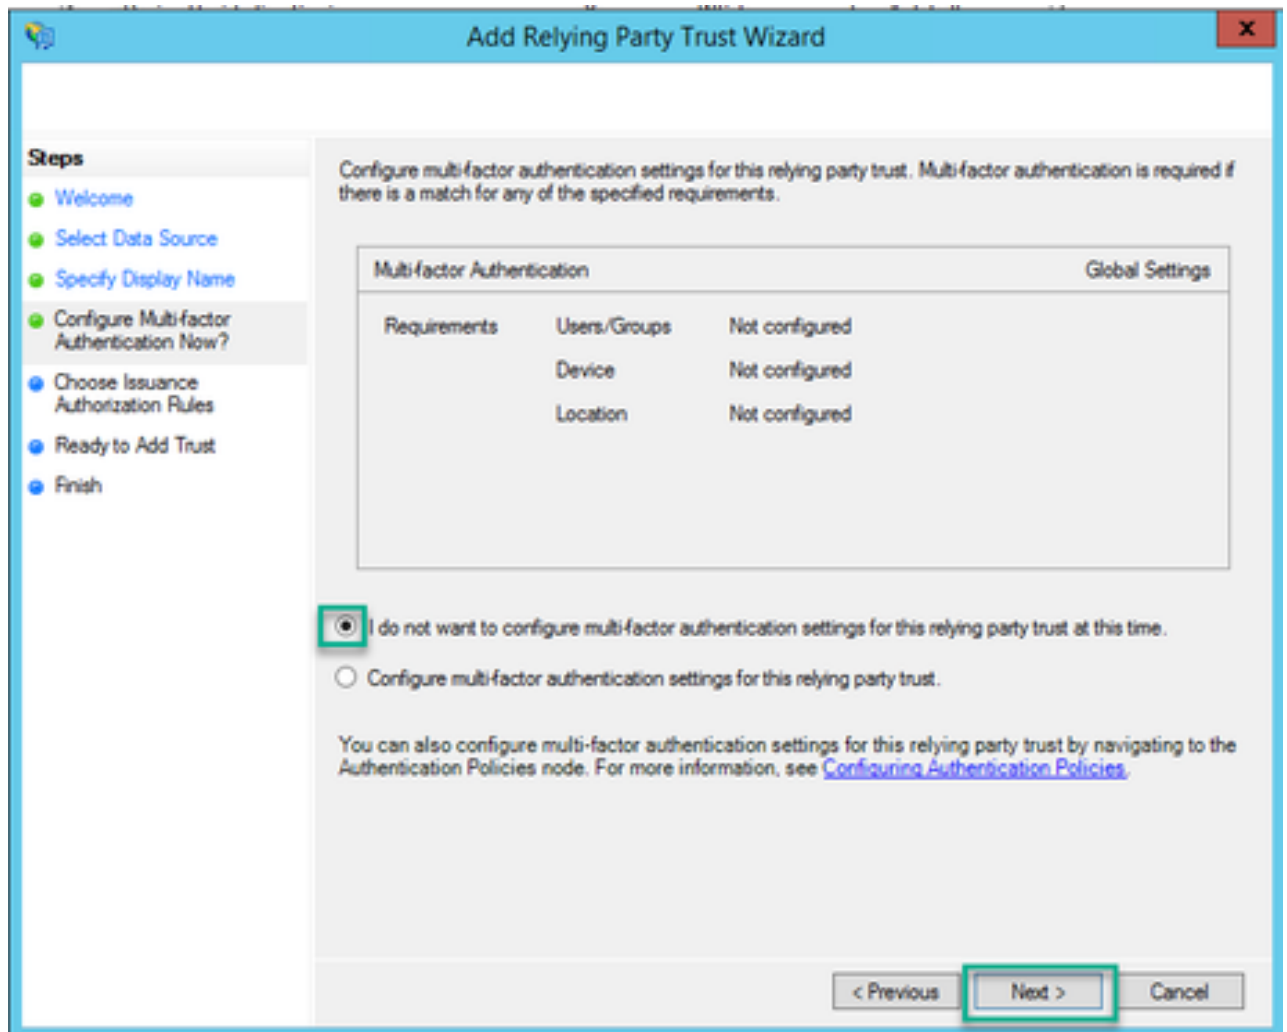 Add Relying Party Trust Wizard
x
Steps
Welcome
Select Data Source
Specify Display Name
Configure Multi-factor
Authentication Now?
Choose Issuance
Authorization Rules
Ready to Add Trust
Finish
Configure multi-factor authentication settings for this relying party trust. Multi-factor authentication is required if
there is a match for any of the specified requirements.
Multi-factor Authentication Global Settings
Requirements Users/Groups Not configured
Device Not configured
Location Not configured
I do not want to configure multi-factor authentication settings for this relying party trust at this time.
Configure multi-factor authentication settings for this relying party trust.
You can also configure multi-factor authentication settings for this relying party trust by navigating to the
Authentication Policies node. For more information, see Configuring Authentication Policies.
< Previous Next > Cancel